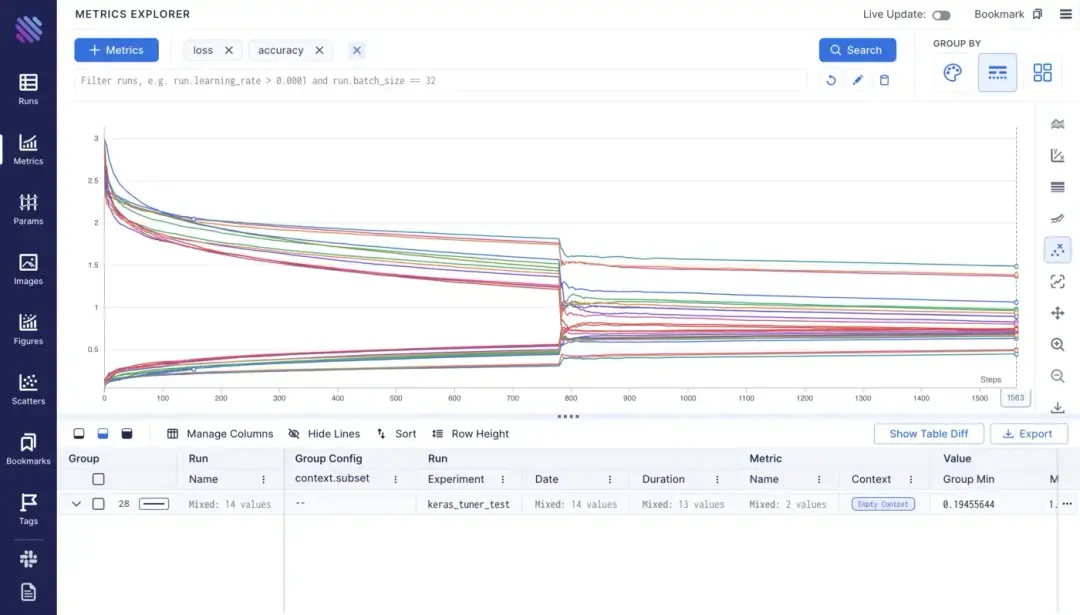 METRICS EXPLORER
Live Update:
Bookmark
Runs
Metrics
Params
Images
Figures
Scatters
Bookmarks
Tags
+ Metrics
loss
accuracy
Search
Filter runs, e.g. run.learning_rate > 0.0001 and run.batch_size == 32
GROUP BY
3
2.5
2
1.5
1
0.5
0 100 200 300 400 500 600 700 800 900 1000 1100 1200 1300 1400 1500
Steps
1563
Manage Columns
Hide Lines
Sort
Row Height
Show Table Diff
Export
Group Run Group Config Run Metric Value
Name context.subset Experiment Date Duration Name Context Group Min M
28 Mixed: 14 values -- keras_tuner_test Mixed: 14 values Mixed: 13 values Mixed: 2 values Empty Context 0.19455644 1.